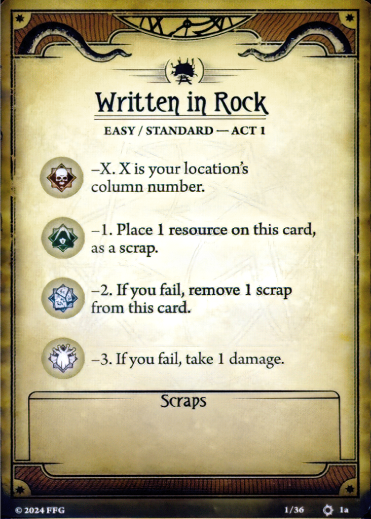 Written in Rock
EASY / STANDARD — ACT 1
–X. X is your location's
column number.
–1. Place 1 resource on this card,
as a scrap.
–2. If you fail, remove 1 scrap
from this card.
–3. If you fail, take 1 damage.
Scraps
© 2024 FFG
1/36
1a